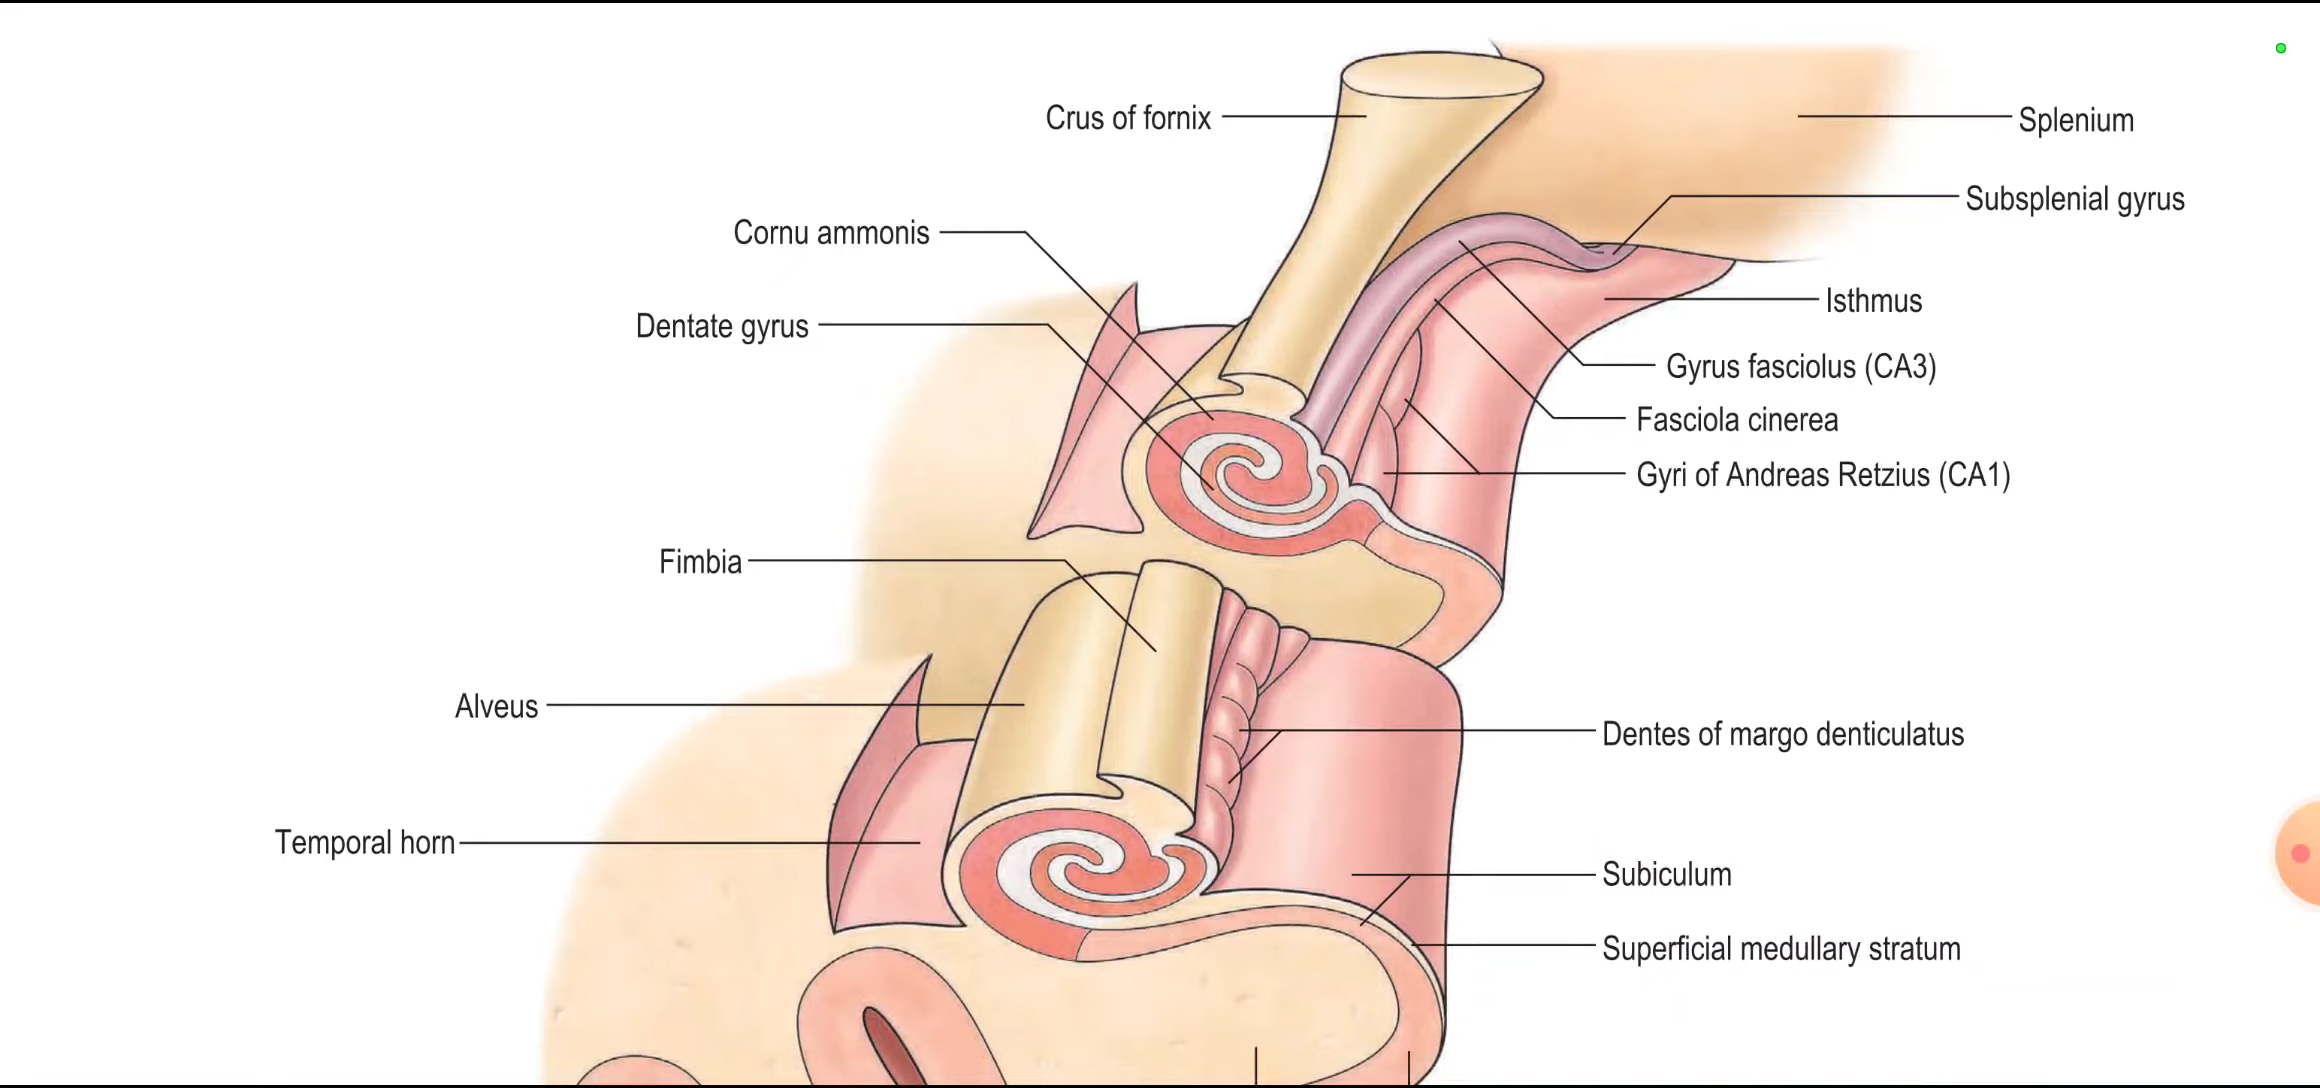 Crus of fornix
Splenium
Subsplenial gyrus
Cornu ammonis
Isthmus
Dentate gyrus
Gyrus fasciolus (CA3)
Fasciola cinerea
Gyri of Andreas Retzius (CA1)
Fimbia
Alveus
Dentes of margo denticulatus
Temporal horn
Subiculum
Superficial medullary stratum